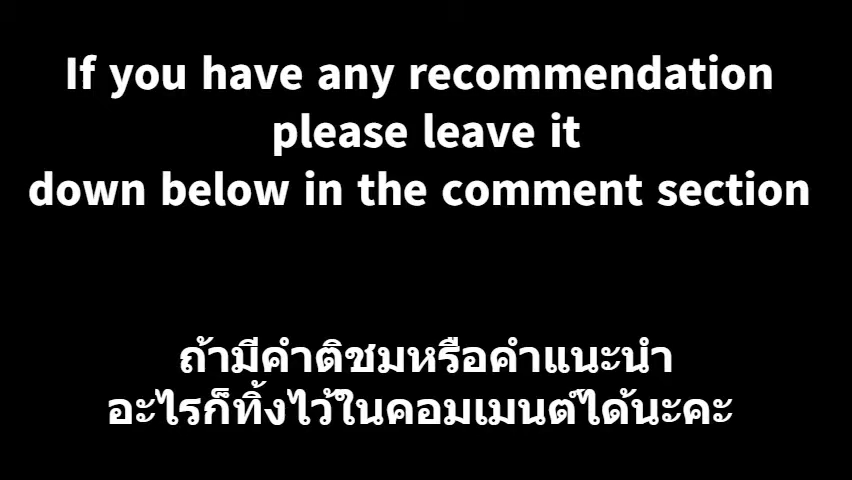 If you have any recommendation
please leave it
down below in the comment section
ถ้ามีคำติชมหรือคำแนะนำ
อะไรก็ทิ้งไว้ในคอมเมนต์ได้นะคะ